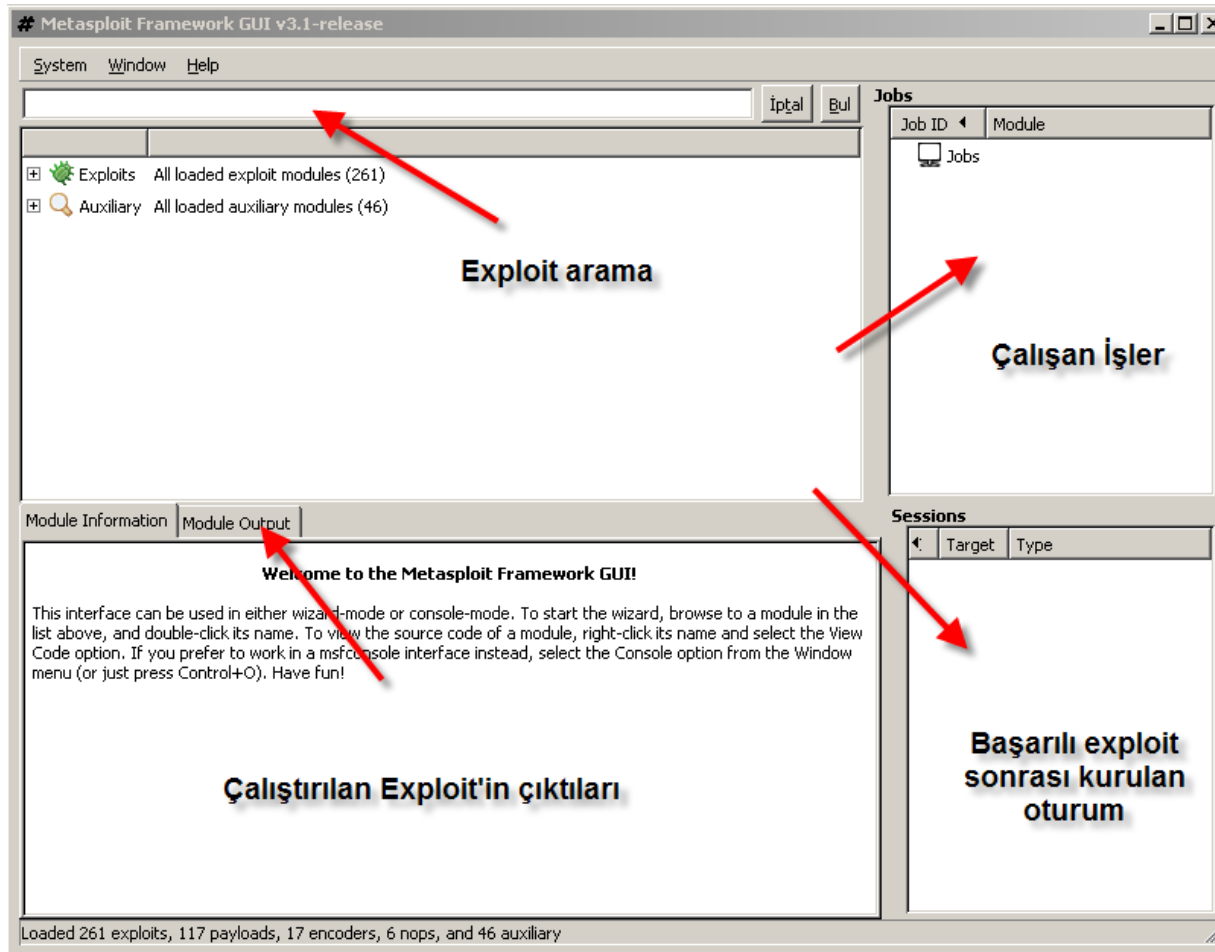 # Metasploit Framework GUI v3.1-release
System Window Help
İptal Bul
Exploits All loaded exploit modules (261)
Auxiliary All loaded auxiliary modules (46)
Exploit arama
Jobs
Job ID Module
Jobs
Çalışan İşler
Module Information Module Output
Welcome to the Metasploit Framework GUI!
This interface can be used in either wizard-mode or console-mode. To start the wizard, browse to a module in the
list above, and double-click its name. To view the source code of a module, right-click its name and select the View
Code option. If you prefer to work in a msfconsole interface instead, select the Console option from the Window
menu (or just press Control+O). Have fun!
Çalıştırılan Exploit'in çıktıları
Sessions
Target Type
Başarılı exploit
sonrası kurulan
oturum
Loaded 261 exploits, 117 payloads, 17 encoders, 6 nops, and 46 auxiliary